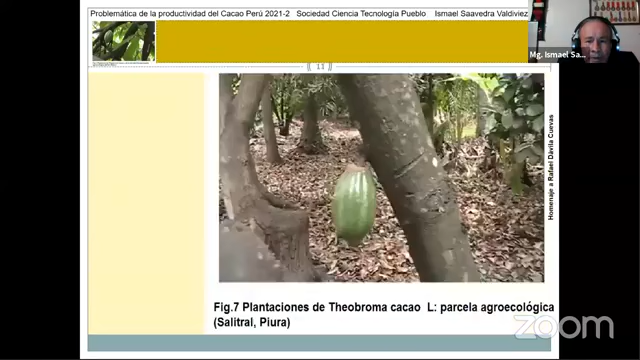 Problemática de la productividad del Cacao Perú 2021-2   Sociedad Ciencia Tecnología Pueblo   Ismael Saavedra Valdiviez
Mg. Ismael Sa...
11
Homenaje a Rafael Dávila Cuevas
Fig.7 Plantaciones de Theobroma cacao L: parcela agroecológica
(Salitral, Piura)
zoom